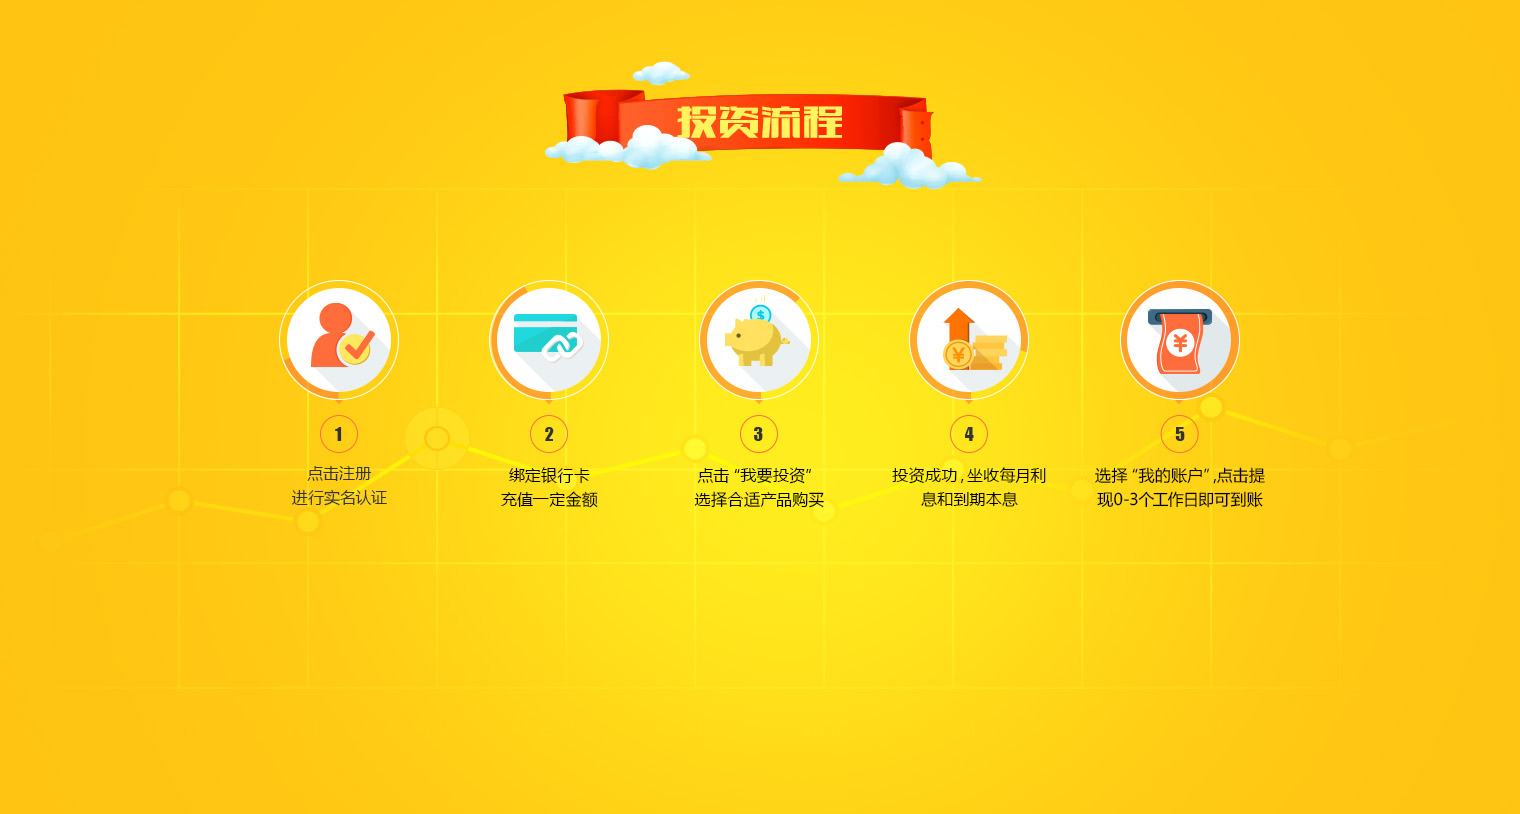 投资流程
1
点击注册
进行实名认证
2
绑定银行卡
充值一定金额
3
点击“我要投资”
选择合适产品购买
4
投资成功,坐收每月利
息和到期本息
5
选择“我的账户”,点击提
现0-3个工作日即可到账